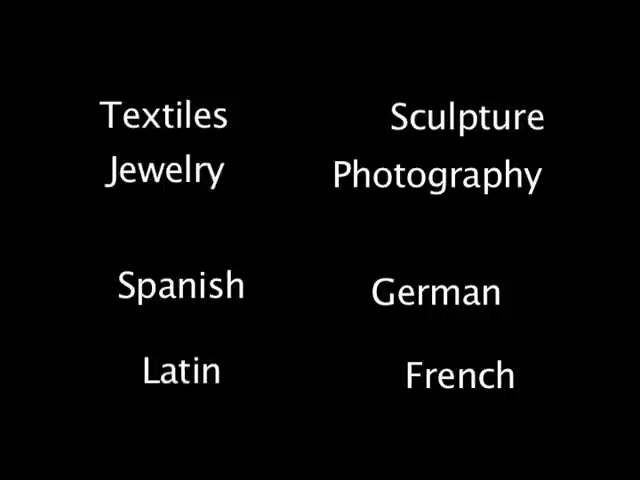 Textiles Sculpture
Jewelry Photography
Spanish German
Latin French